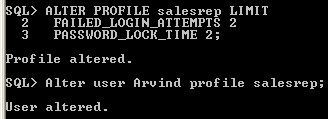 SQL> ALTER PROFILE salesrep LIMIT
2 FAILED_LOGIN_ATTEMPTS 2
3 PASSWORD_LOCK_TIME 2;
Profile altered.
SQL> Alter user Arvind profile salesrep;
User altered.